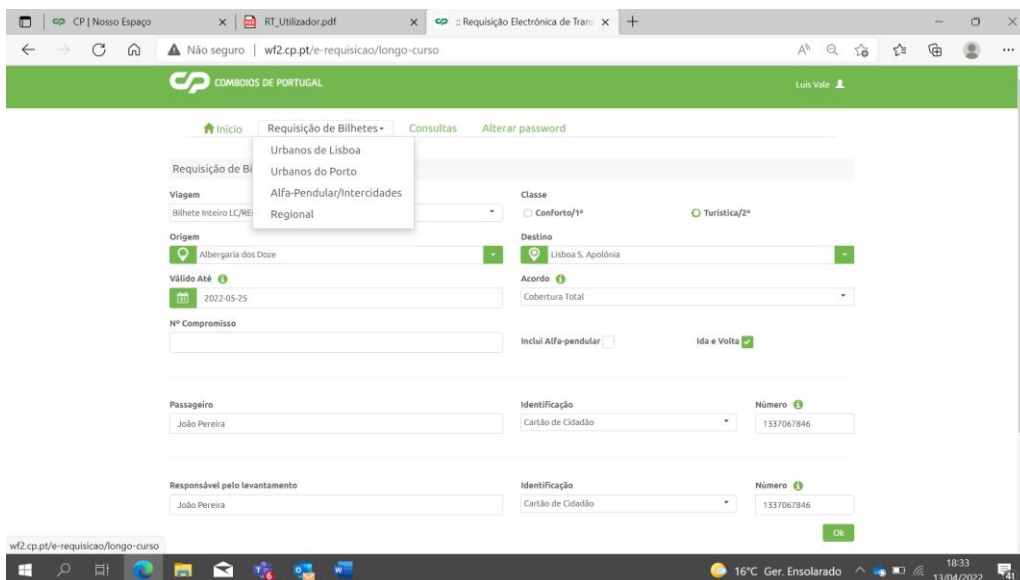 CP | Nosso Espaço
RT_Utilizador.pdf
:: Requisição Electrónica de Trans
Não seguro | wf2.cp.pt/e-requisicao/longo-curso
CP COMBOIOS DE PORTUGAL
Luis Vale
Inicio
Requisição de Bilhetes
Consultas
Alterar password
Urbanos de Lisboa
Urbanos do Porto
Alfa-Pendular/Intercidades
Regional
Requisição de Bi
Viagem
Classe
Bilhete Inteiro LC/RE
Conforto/1ª
Turística/2ª
Origem
Destino
Albergaria dos Doze
Lisboa S. Apolónia
Válido Até
Acordo
2022-05-25
Cobertura Total
Nº Compromisso
Inclui Alfa-pendular
Ida e Volta
Passageiro
Identificação
Número
João Pereira
Cartão de Cidadão
1337067846
Responsável pelo levantamento
Identificação
Número
João Pereira
Cartão de Cidadão
1337067846
Ok
wf2.cp.pt/e-requisicao/longo-curso
16°C Ger. Ensolarado
18:33
13/04/2022
41